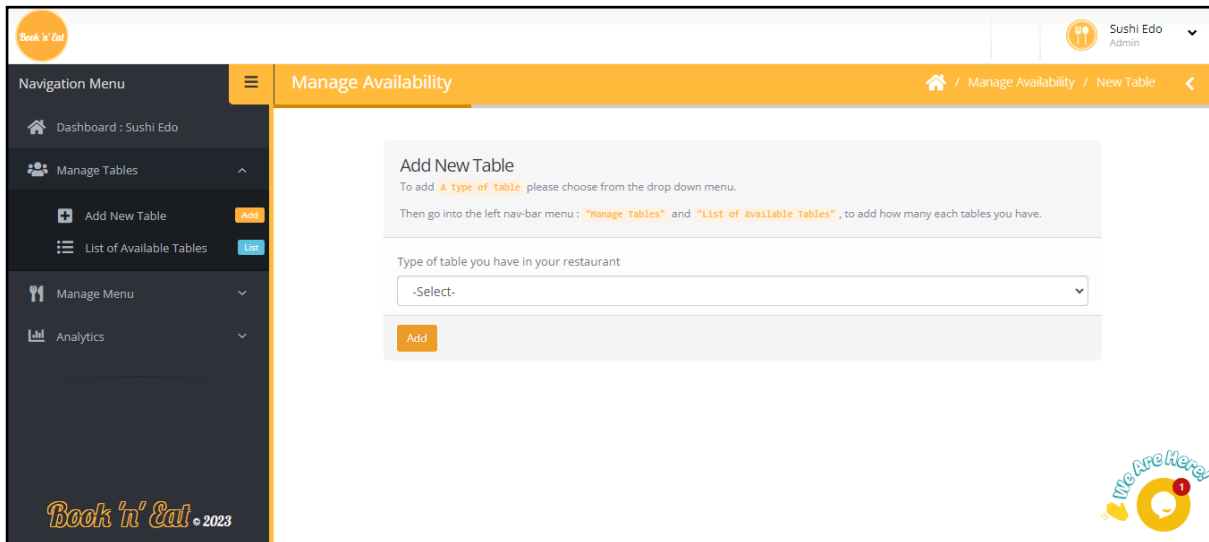 Book 'n' Eat
Sushi Edo
Admin
Navigation Menu
Manage Availability
/ Manage Availability / New Table
Dashboard : Sushi Edo
Manage Tables
Add New Table
Add
List of Available Tables
List
Manage Menu
Analytics
Add New Table
To add A type of table please choose from the drop down menu.
Then go into the left nav-bar menu : "Manage Tables" and "List of Available Tables" , to add how many each tables you have.
Type of table you have in your restaurant
-Select-
Add
Book 'n' Eat © 2023
We Are Here!
1